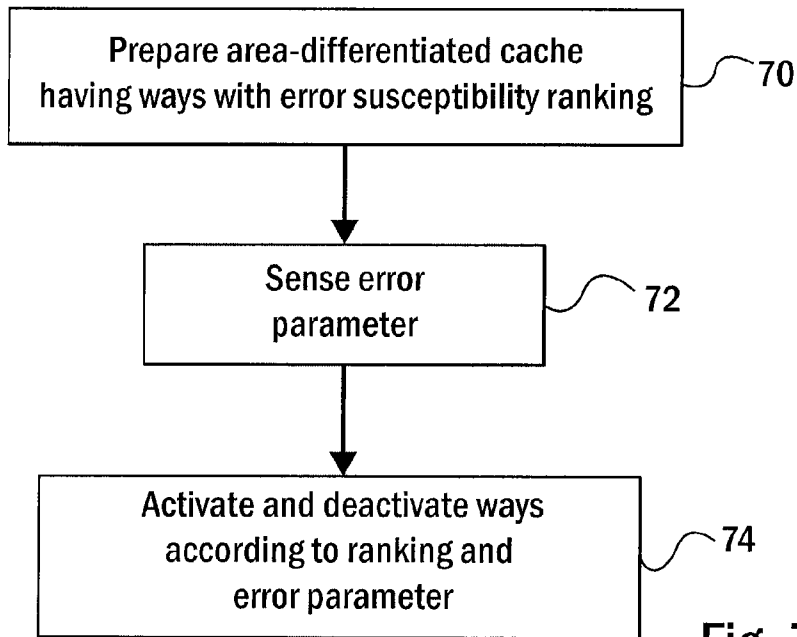 Prepare area-differentiated cache
having ways with error susceptibility ranking
70
Sense error
parameter
72
Activate and deactivate ways
according to ranking and
error parameter
74